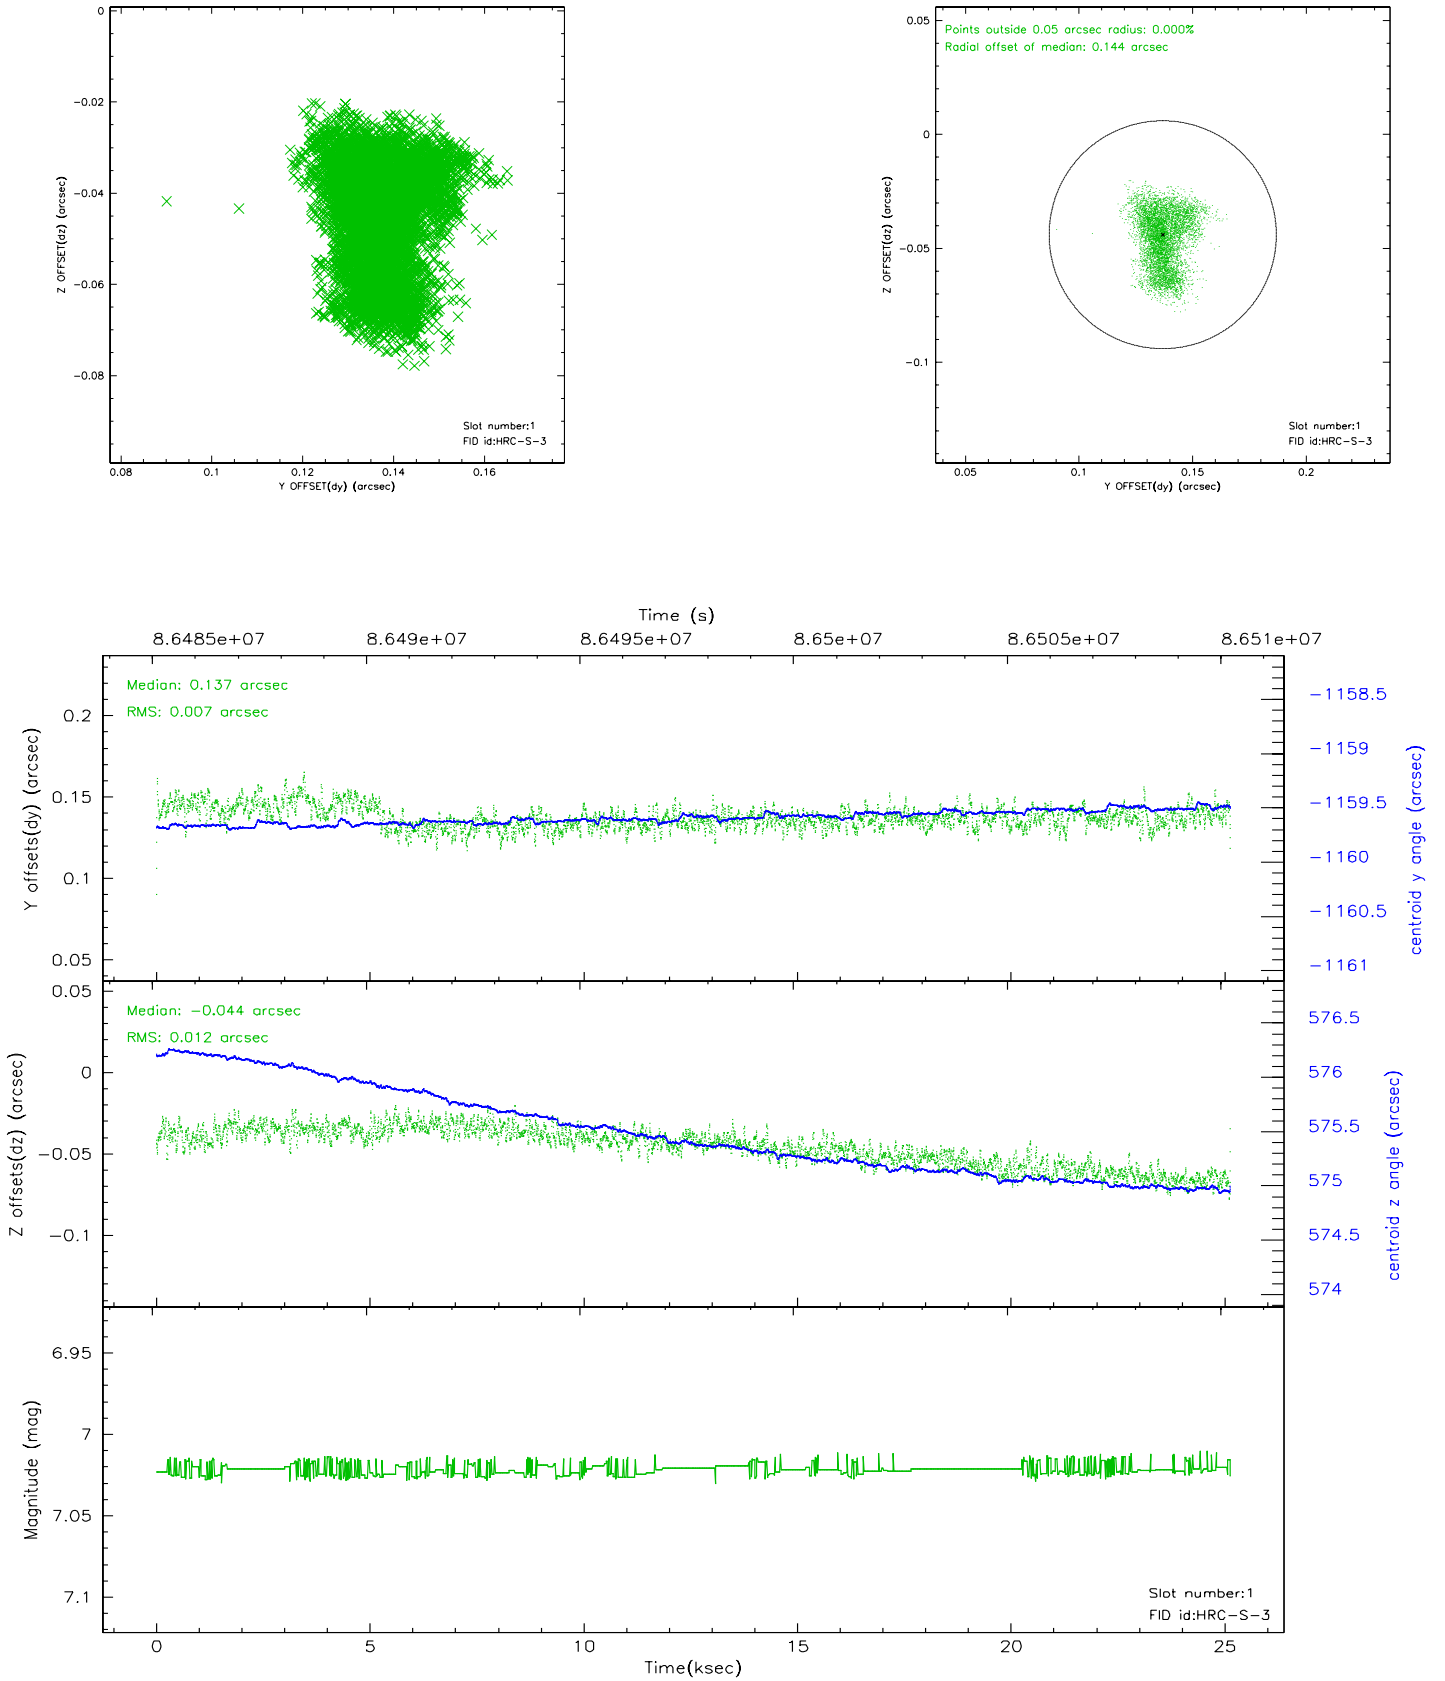 0
−0.02
−0.04
−0.06
−0.08
Z OFFSET(dz) (arcsec)
Slot number:1
FID id:HRC−S−3
0.08 0.1 0.12 0.14 0.16
Y OFFSET(dy) (arcsec)
Points outside 0.05 arcsec radius: 0.000%
Radial offset of median: 0.144 arcsec
0.05
0
−0.05
−0.1
Z OFFSET(dz) (arcsec)
Slot number:1
FID id:HRC−S−3
0.05 0.1 0.15 0.2
Y OFFSET(dy) (arcsec)
Time (s)
8.6485e+07 8.649e+07 8.6495e+07 8.65e+07 8.6505e+07 8.651e+07
Median: 0.137 arcsec
RMS: 0.007 arcsec
0.2
0.15
0.1
0.05
Y offsets(dy) (arcsec)
−1158.5
−1159
−1159.5
−1160
−1160.5
−1161
centroid y angle (arcsec)
Median: −0.044 arcsec
RMS: 0.012 arcsec
0.05
0
−0.05
−0.1
Z offsets(dz) (arcsec)
576.5
576
575.5
575
574.5
574
centroid z angle (arcsec)
6.95
7
7.05
7.1
Magnitude (mag)
Slot number:1
FID id:HRC−S−3
0 5 10 15 20 25
Time(ksec)